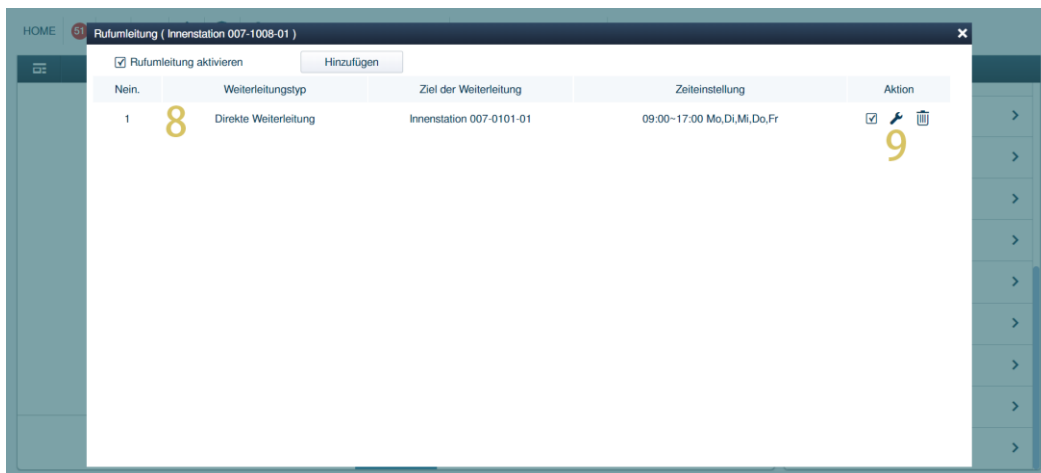 HOME 51
Rufumleitung ( Innenstation 007-1008-01 )
Rufumleitung aktivieren Hinzufügen
Nein. Weiterleitungstyp Ziel der Weiterleitung Zeiteinstellung Aktion
1 8 Direkte Weiterleitung Innenstation 007-0101-01 09:00~17:00 Mo,Di,Mi,Do,Fr
9